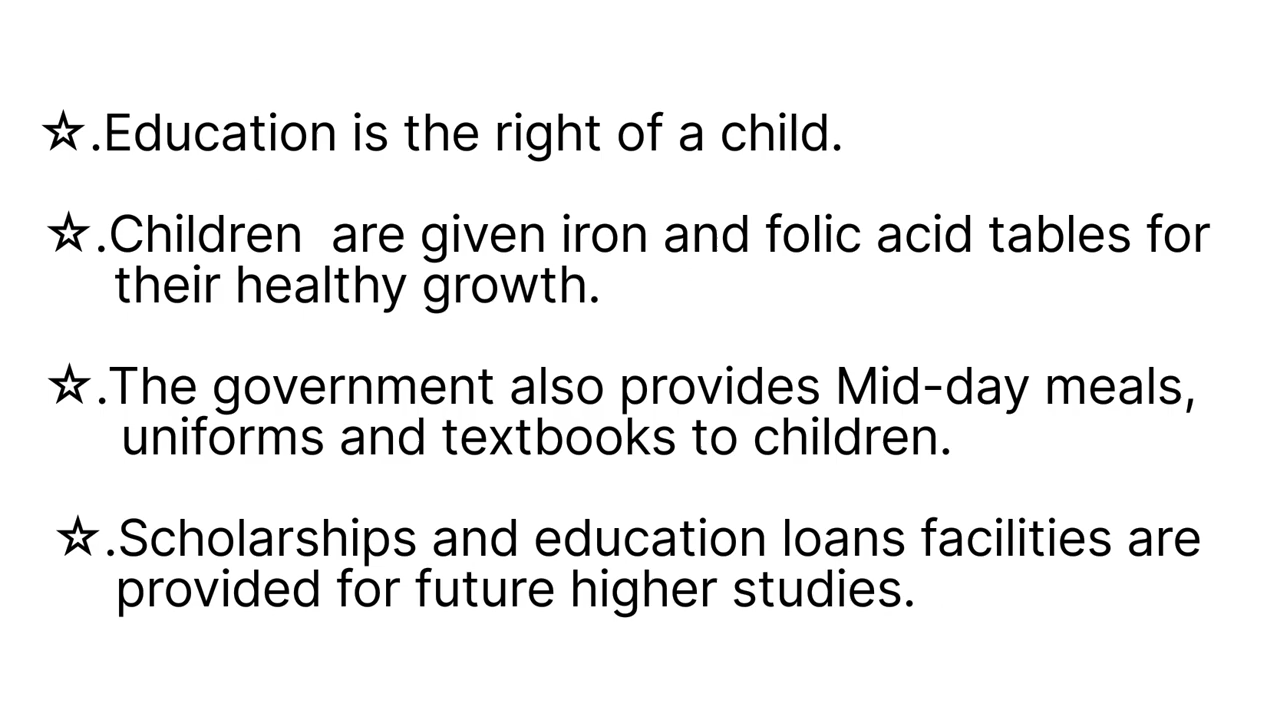 ☆.Education is the right of a child.
☆.Children  are given iron and folic acid tables for
their healthy growth.
☆.The government also provides Mid-day meals,
uniforms and textbooks to children.
☆.Scholarships and education loans facilities are
provided for future higher studies.